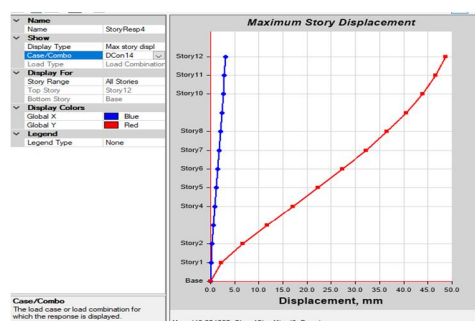 Name
Name StoryResp4
Show
Display Type Max story displ
Case/Combo DCon14
Load Type Load Combination
Display For
Story Range All Stories
Top Story Story12
Bottom Story Base
Display Colors
Global X Blue
Global Y Red
Legend
Legend Type None
Case/Combo
The load case or load combination for
which the response is displayed.
Maximum Story Displacement
Story12
Story11
Story10
Story8
Story7
Story6
Story5
Story4
Story2
Story1
Base
0.0 5.0 10.0 15.0 20.0 25.0 30.0 35.0 40.0 45.0 50.0
Displacement, mm